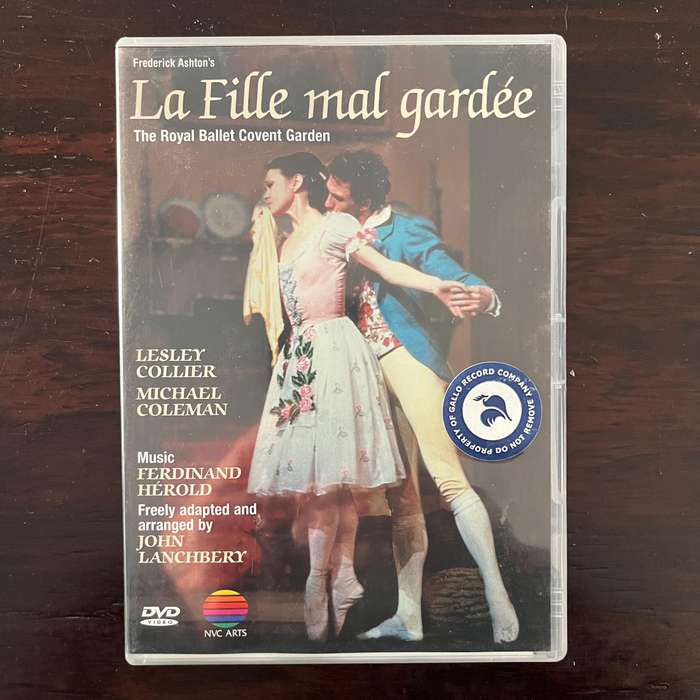 Frederick Ashton's
La Fille mal gardée
The Royal Ballet Covent Garden
LESLEY
COLLIER
MICHAEL
COLEMAN
Music
FERDINAND
HÉROLD
Freely adapted and
arranged by
JOHN
LANCHBERY
PROPERTY OF GALLO RECORD COMPANY
DO NOT REMOVE
DVD
VIDEO
NVC ARTS